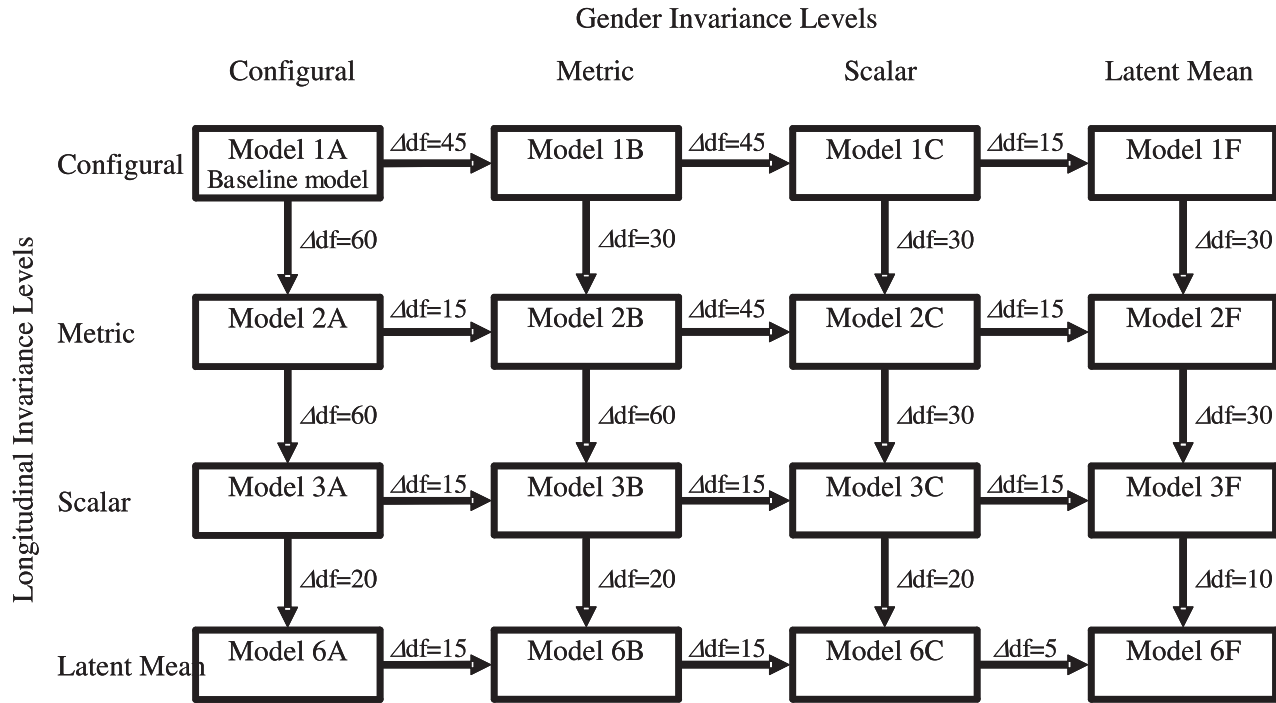 Gender Invariance Levels
Configural Metric Scalar Latent Mean
Longitudinal Invariance Levels
Configural
Model 1A
Baseline model
Δdf=45
Model 1B
Δdf=45
Model 1C
Δdf=15
Model 1F
Δdf=60
Δdf=30
Δdf=30
Δdf=30
Metric
Model 2A
Δdf=15
Model 2B
Δdf=45
Model 2C
Δdf=15
Model 2F
Δdf=60
Δdf=60
Δdf=30
Δdf=30
Scalar
Model 3A
Δdf=15
Model 3B
Δdf=15
Model 3C
Δdf=15
Model 3F
Δdf=20
Δdf=20
Δdf=20
Δdf=10
Latent Mean
Model 6A
Δdf=15
Model 6B
Δdf=15
Model 6C
Δdf=5
Model 6F